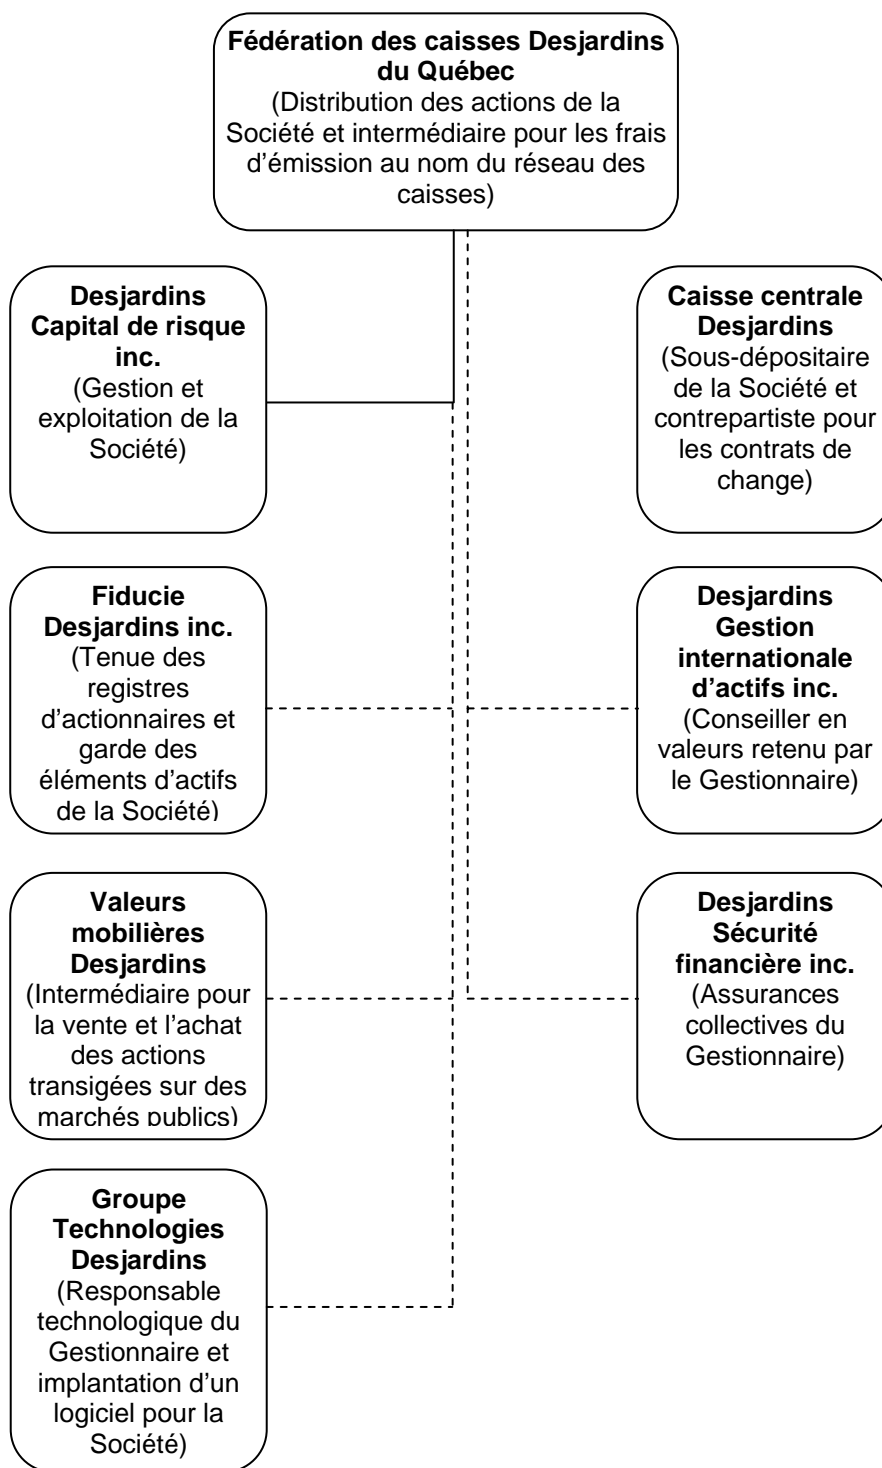 Fédération des caisses Desjardins
du Québec
(Distribution des actions de la
Société et intermédiaire pour les frais
d’émission au nom du réseau des
caisses)
Desjardins
Capital de risque
inc.
(Gestion et
exploitation de la
Société)
Caisse centrale
Desjardins
(Sous-dépositaire
de la Société et
contrepartiste pour
les contrats de
change)
Fiducie
Desjardins inc.
(Tenue des
registres
d’actionnaires et
garde des
éléments d’actifs
de la Société)
Desjardins
Gestion
internationale
d’actifs inc.
(Conseiller en
valeurs retenu par
le Gestionnaire)
Valeurs
mobilières
Desjardins
(Intermédiaire pour
la vente et l’achat
des actions
transigées sur des
marchés publics)
Desjardins
Sécurité
financière inc.
(Assurances
collectives du
Gestionnaire)
Groupe
Technologies
Desjardins
(Responsable
technologique du
Gestionnaire et
implantation d’un
logiciel pour la
Société)